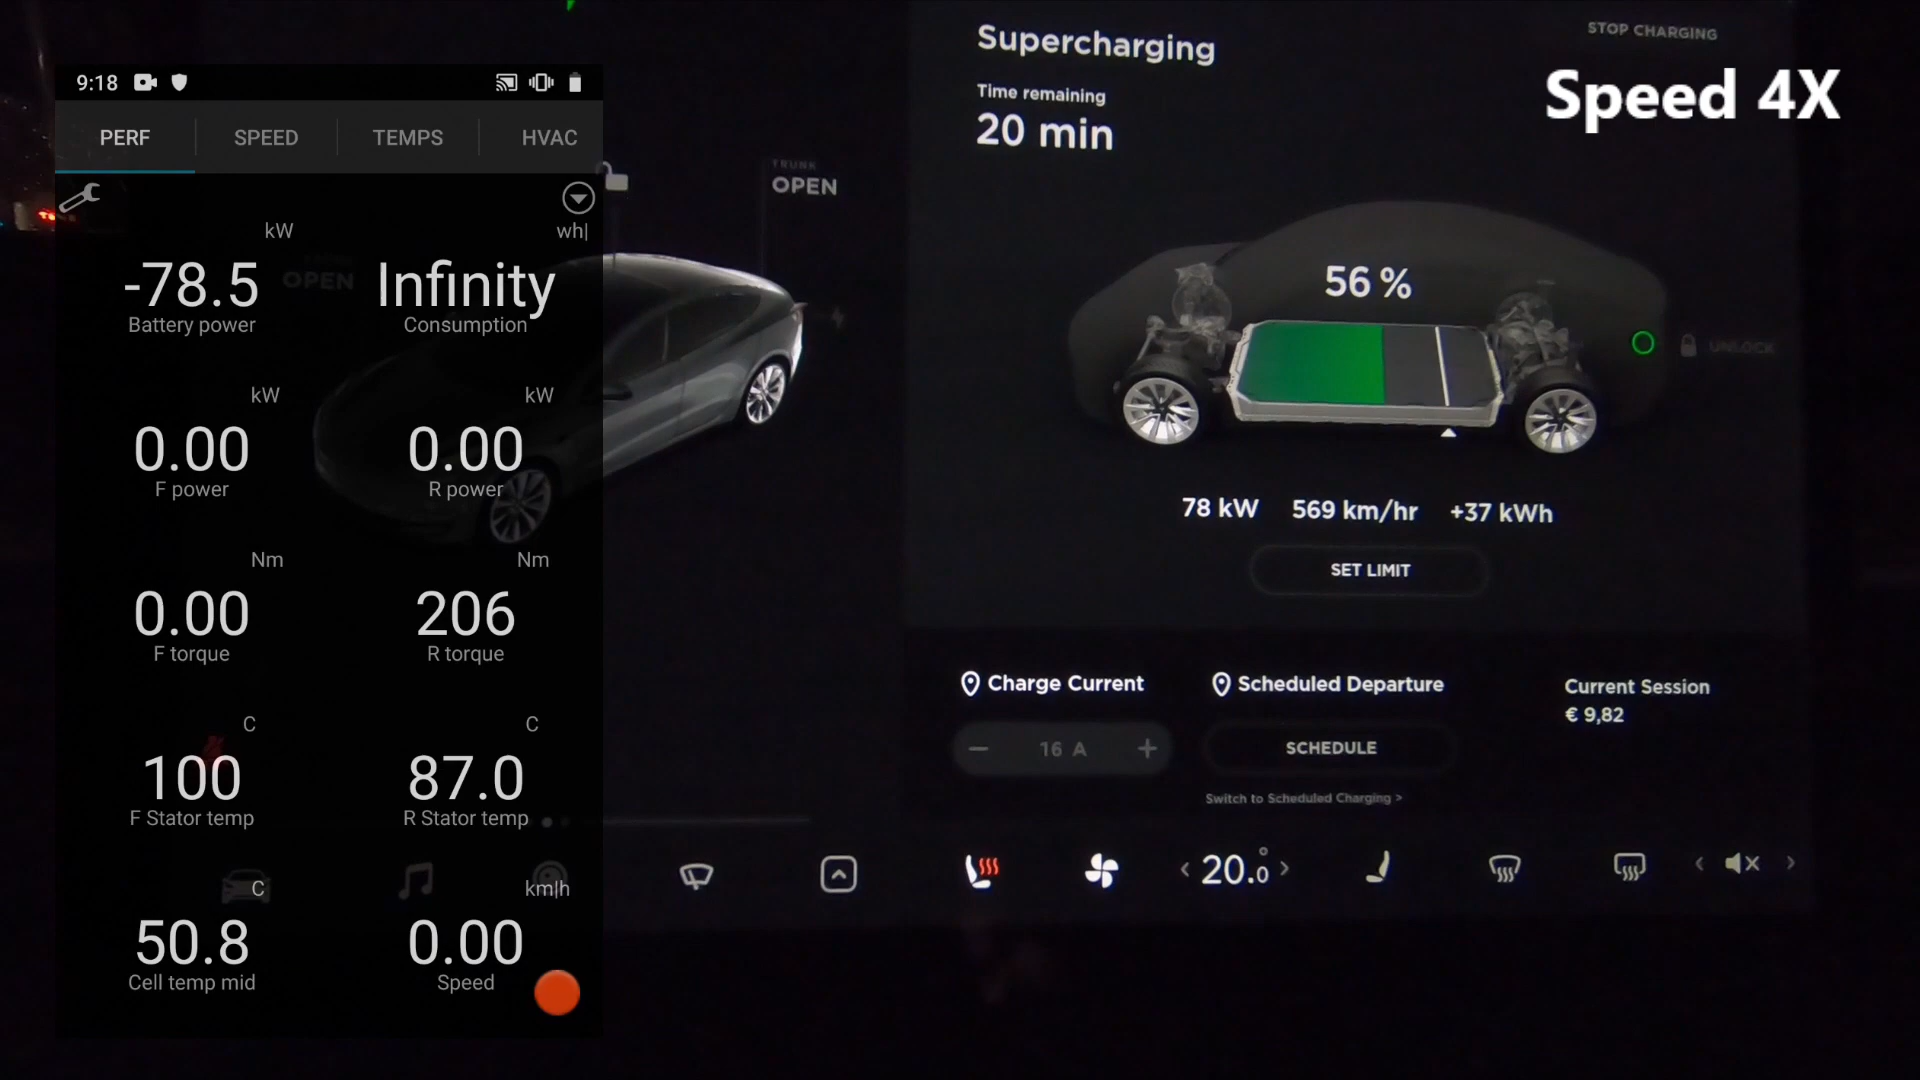 Supercharging
STOP CHARGING
Speed 4X
Time remaining
20 min
9:18
PERF
SPEED
TEMPS
HVAC
TRUNK
OPEN
kW
-78.5
Battery power
wh|
Infinity
Consumption
OPEN
kW
0.00
F power
kW
0.00
R power
Nm
0.00
F torque
Nm
206
R torque
C
100
F Stator temp
C
87.0
R Stator temp
C
50.8
Cell temp mid
km|h
0.00
Speed
56 %
UNLOCK
78 kW 569 km/hr +37 kWh
SET LIMIT
Charge Current
16 A
Scheduled Departure
SCHEDULE
Switch to Scheduled Charging >
Current Session
€ 9,82
20.0°